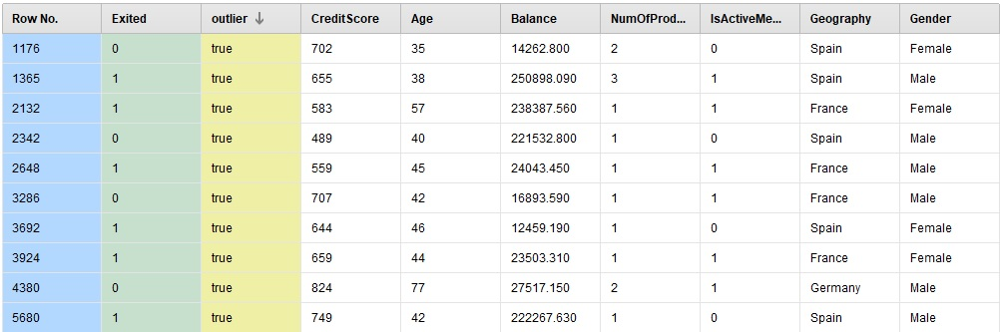 Row No. Exited outlier CreditScore Age Balance NumOfProd... IsActiveMe... Geography Gender
1176 0 true 702 35 14262.800 2 0 Spain Female
1365 1 true 655 38 250898.090 3 1 Spain Male
2132 1 true 583 57 238387.560 1 1 France Female
2342 0 true 489 40 221532.800 1 0 Spain Male
2648 1 true 559 45 24043.450 1 1 France Male
3286 0 true 707 42 16893.590 1 1 France Male
3692 1 true 644 46 12459.190 1 0 Spain Female
3924 1 true 659 44 23503.310 1 1 France Female
4380 0 true 824 77 27517.150 2 1 Germany Male
5680 1 true 749 42 222267.630 1 0 Spain Male